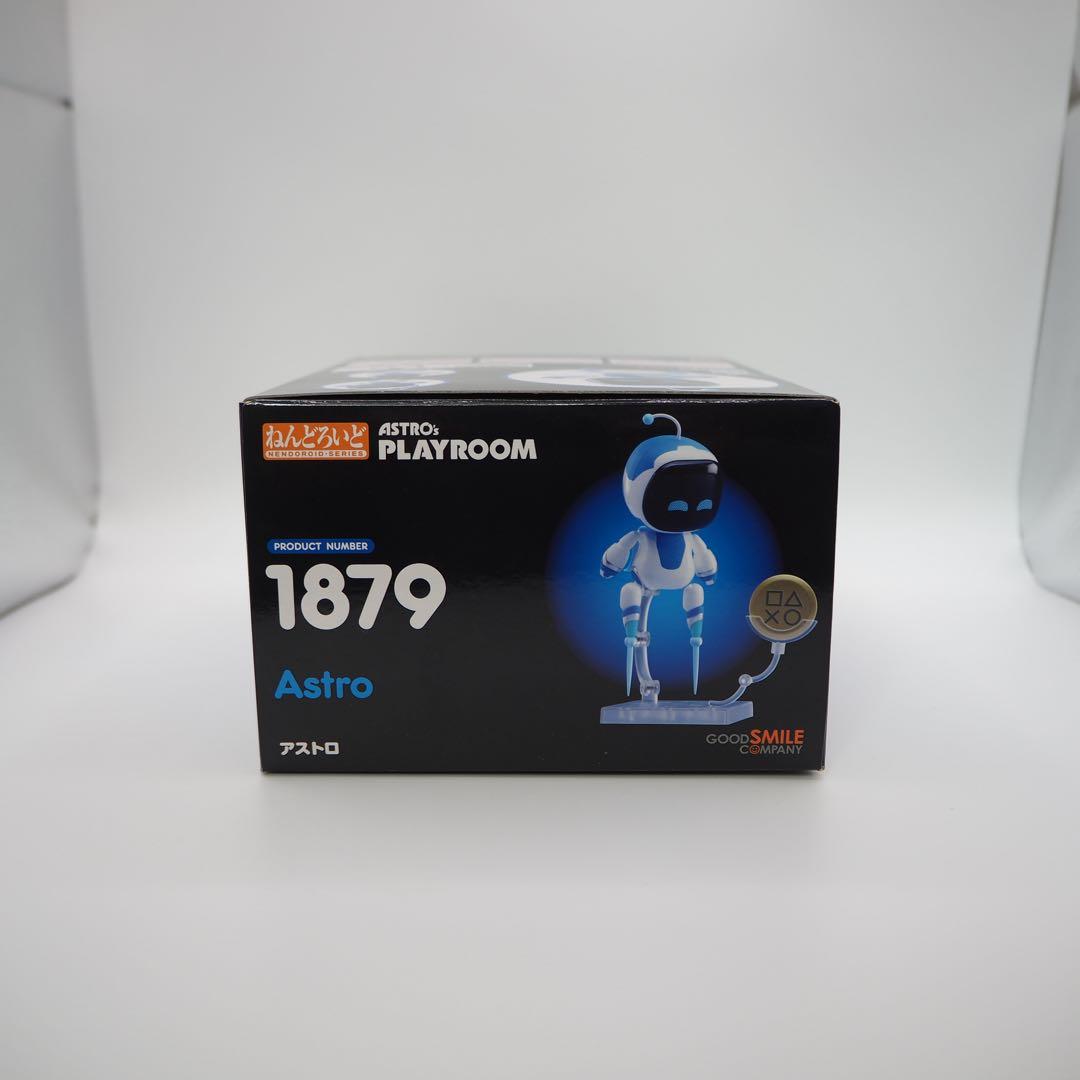 ねんどろいど
NENDOROID·SERIES
ASTRO's
PLAYROOM
PRODUCT NUMBER
1879
Astro
アストロ
GOOD SMILE
COMPANY